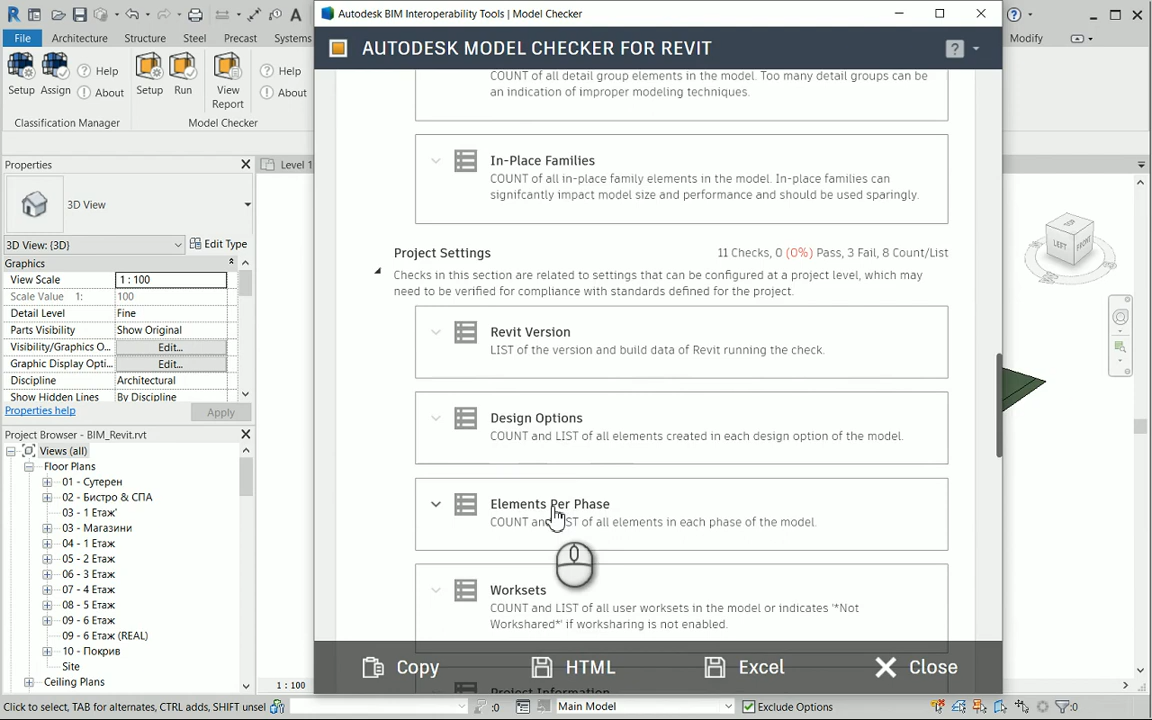 Autodesk BIM Interoperability Tools | Model Checker
File Architecture Structure Steel Precast Systems
Modify
AUTODESK MODEL CHECKER FOR REVIT
?
Setup Assign Help About
Setup Run View Report Help About
Classification Manager
Model Checker
COUNT of all detail group elements in the model. Too many detail groups can be
an indication of improper modeling techniques.
In-Place Families
COUNT of all in-place family elements in the model. In-place families can
signifcantly impact model size and performance and should be used sparingly.
Project Settings
11 Checks, 0 (0%) Pass, 3 Fail, 8 Count/List
Checks in this section are related to settings that can be configured at a project level, which may
need to be verified for compliance with standards defined for the project.
Revit Version
LIST of the version and build data of Revit running the check.
Design Options
COUNT and LIST of all elements created in each design option of the model.
Elements Per Phase
COUNT and LIST of all elements in each phase of the model.
Worksets
COUNT and LIST of all user worksets in the model or indicates '*Not
Workshared*' if worksharing is not enabled.
Project Information
Copy HTML Excel Close
Properties
Level 1
3D View
3D View: {3D} Edit Type
Graphics
View Scale 1 : 100
Scale Value 1: 100
Detail Level Fine
Parts Visibility Show Original
Visibility/Graphics O... Edit...
Graphic Display Opti... Edit...
Discipline Architectural
Show Hidden Lines By Discipline
Properties help Apply
Project Browser - BIM_Revit.rvt
Views (all)
Floor Plans
01 - Сутерен
02 - Бистро & СПА
03 - 1 Етаж'
03 - Магазини
04 - 1 Етаж
05 - 2 Етаж
06 - 3 Етаж
07 - 4 Етаж
08 - 5 Етаж
09 - 6 Етаж
09 - 6 Етаж (REAL)
10 - Покрив
Site
Ceiling Plans
LEFT FRONT
1 : 100
Click to select, TAB for alternates, CTRL adds, SHIFT unsel
:0 Main Model Exclude Options :0